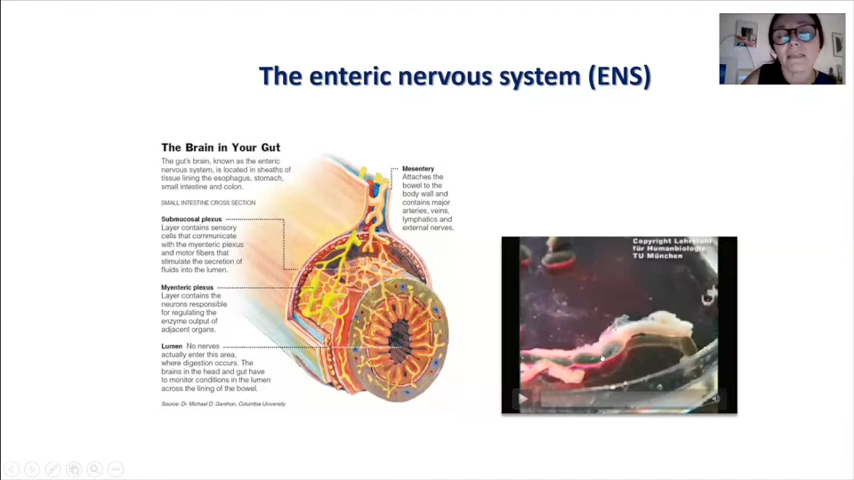 The enteric nervous system (ENS)
The Brain in Your Gut
The gut's brain, known as the enteric
nervous system, is located in sheaths of
tissue lining the esophagus, stomach,
small intestine and colon.
SMALL INTESTINE CROSS SECTION
Submucosal plexus
Layer contains sensory
cells that communicate
with the myenteric plexus
and motor fibers that
stimulate the secretion of
fluids into the lumen.
Myenteric plexus
Layer contains the
neurons responsible
for regulating the
enzyme output of
adjacent organs.
Lumen No nerves
actually enter this area,
where digestion occurs. The
brains in the head and gut have
to monitor conditions in the lumen
across the lining of the bowel.
Source: Dr. Michael D. Gershon, Columbia University
Mesentery
Attaches the
bowel to the
body wall and
contains major
arteries, veins,
lymphatics and
external nerves.
Copyright Lehrstuhl
für Humanbiologie
TU München